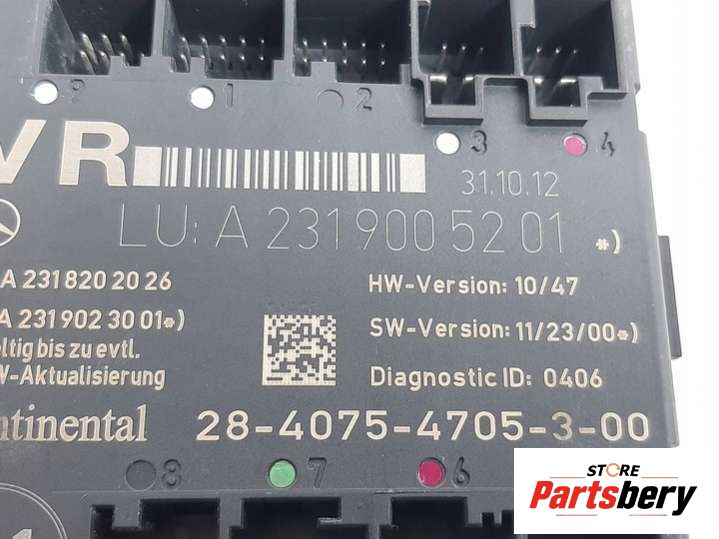 9 1 2 3 4
VR
31.10.12
LU: A 231 900 52 01 *)
A 231 820 20 26
HW-Version: 10/47
A 231 902 30 01*)
SW-Version: 11/23/00*)
eltig bis zu evtl.
W-Aktualisierung
Diagnostic ID: 0406
ntinental
28-4075-4705-3-00
8 7 6
STORE
Partsbery